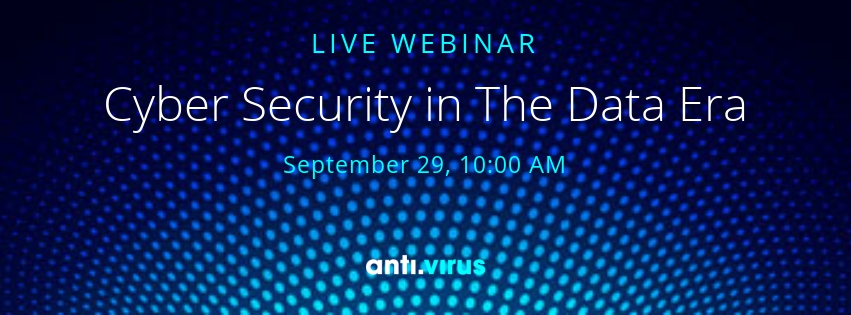 LIVE WEBINAR
Cyber Security in The Data Era
September 29, 10:00 AM
anti.virus